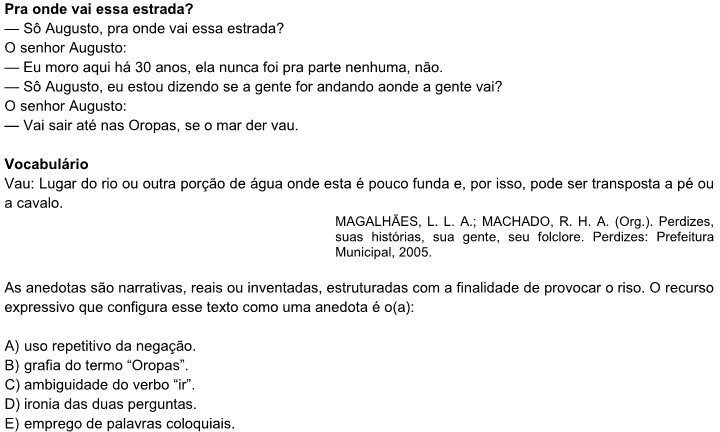 Pra onde vai essa estrada?
— Sô Augusto, pra onde vai essa estrada?
O senhor Augusto:
— Eu moro aqui há 30 anos, ela nunca foi pra parte nenhuma, não.
— Sô Augusto, eu estou dizendo se a gente for andando aonde a gente vai?
O senhor Augusto:
— Vai sair até nas Oropas, se o mar der vau.
Vocabulário
Vau: Lugar do rio ou outra porção de água onde esta é pouco funda e, por isso, pode ser transposta a pé ou
a cavalo.
MAGALHÃES, L. L. A.; MACHADO, R. H. A. (Org.). Perdizes,
suas histórias, sua gente, seu folclore. Perdizes: Prefeitura
Municipal, 2005.
As anedotas são narrativas, reais ou inventadas, estruturadas com a finalidade de provocar o riso. O recurso
expressivo que configura esse texto como uma anedota é o(a):
A) uso repetitivo da negação.
B) grafia do termo “Oropas”.
C) ambiguidade do verbo “ir”.
D) ironia das duas perguntas.
E) emprego de palavras coloquiais.